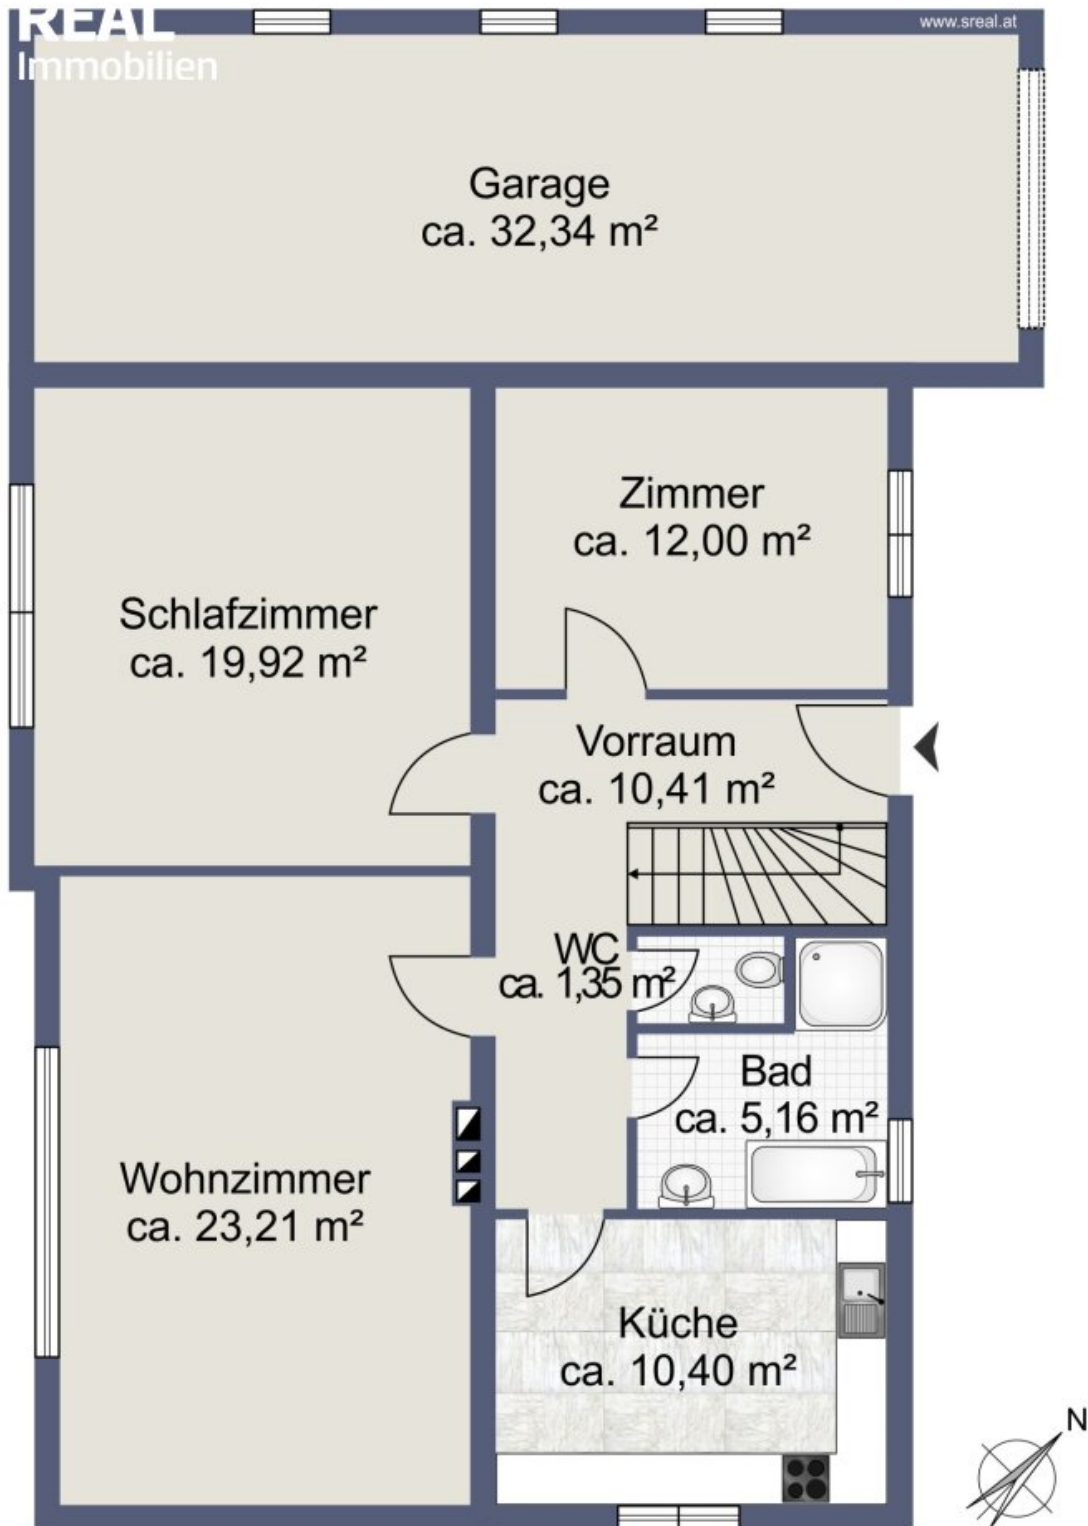 REAL
Immobilien
www.sreal.at
Garage
ca. 32,34 m²
Zimmer
ca. 12,00 m²
Schlafzimmer
ca. 19,92 m²
Vorraum
ca. 10,41 m²
WC
ca. 1,35 m²
Bad
ca. 5,16 m²
Wohnzimmer
ca. 23,21 m²
Küche
ca. 10,40 m²
N